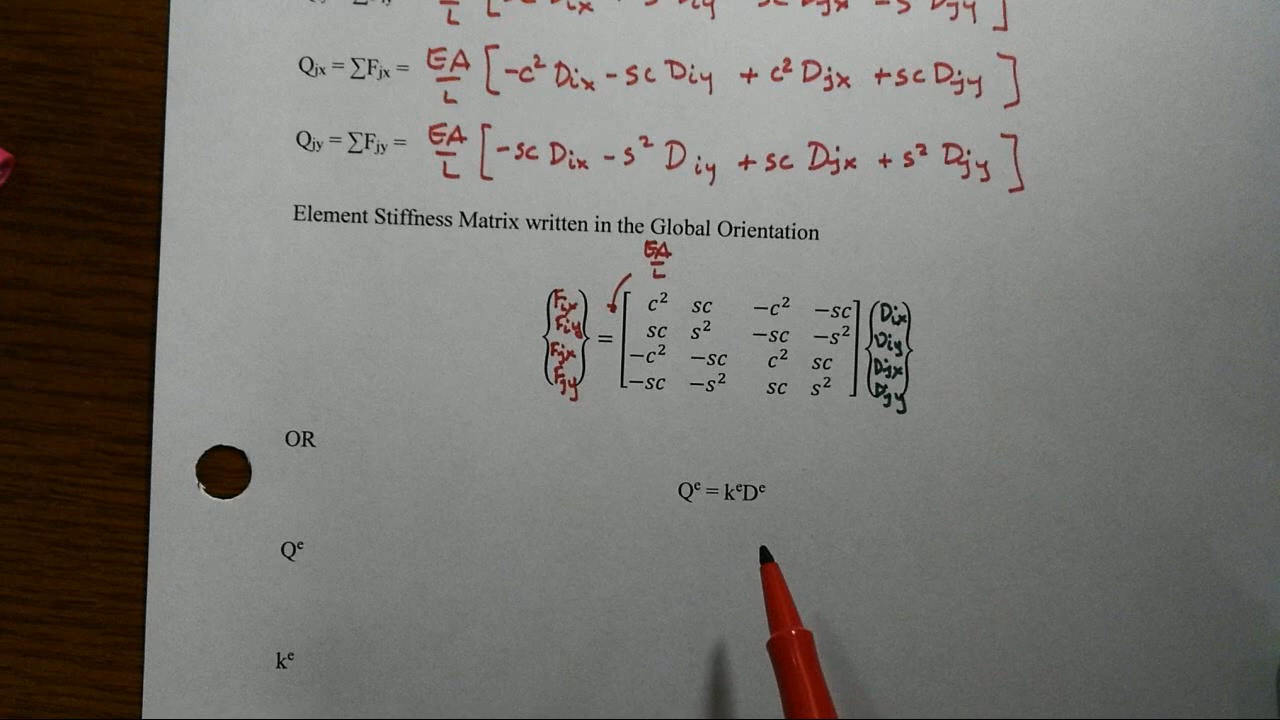 Qjx = ∑Fjx = EA/L [-c² Dix - sc Diy + c² Djx + sc Djy]
Qjy = ∑Fjy = EA/L [-sc Dix - s² Diy + sc Djx + s² Djy]
Element Stiffness Matrix written in the Global Orientation
EA/L
Fix c² sc −c² −sc Dix
Fiy sc s² −sc −s² Diy
=
Fjx −c² −sc c² sc Djx
Fjy −sc −s² sc s² Djy
OR
Qᵉ = kᵉDᵉ
Qᵉ
kᵉ